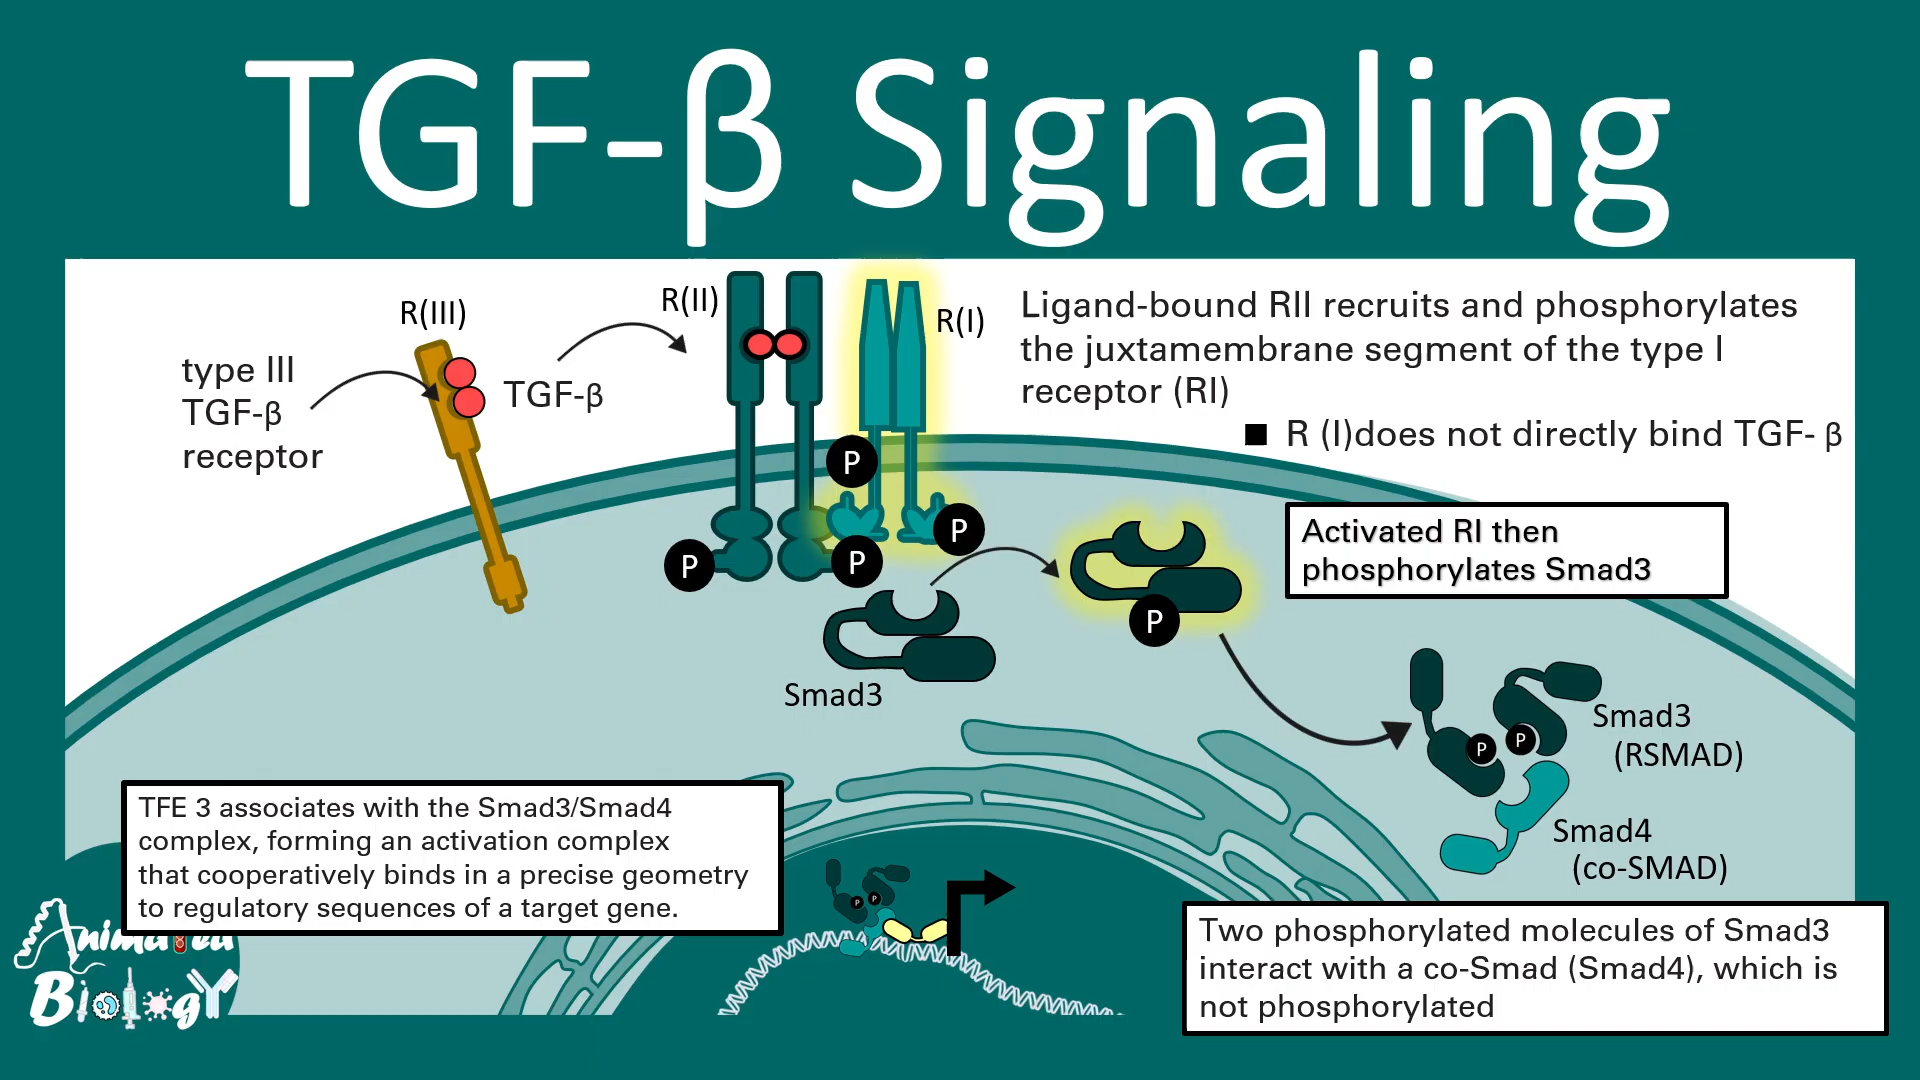 TGF-β Signaling
R(III)
R(II)
R(I)
type III
TGF-β
receptor
TGF-β
Ligand-bound RII recruits and phosphorylates
the juxtamembrane segment of the type I
receptor (RI)
■ R (I)does not directly bind TGF- β
P
P
P
P
Activated RI then
phosphorylates Smad3
P
Smad3
P
P
Smad3
(RSMAD)
Smad4
(co-SMAD)
TFE 3 associates with the Smad3/Smad4
complex, forming an activation complex
that cooperatively binds in a precise geometry
to regulatory sequences of a target gene.
P
P
Two phosphorylated molecules of Smad3
interact with a co-Smad (Smad4), which is
not phosphorylated
Animated
Biology